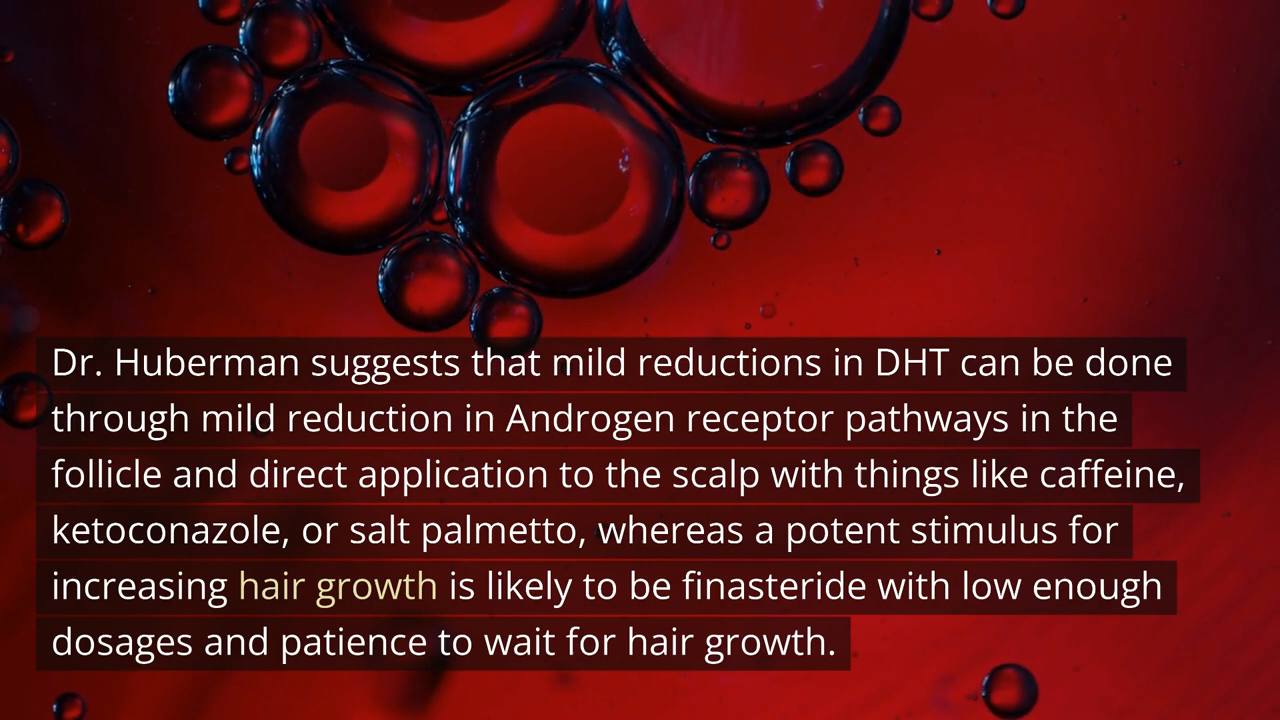 Dr. Huberman suggests that mild reductions in DHT can be done
through mild reduction in Androgen receptor pathways in the
follicle and direct application to the scalp with things like caffeine,
ketoconazole, or salt palmetto, whereas a potent stimulus for
increasing hair growth is likely to be finasteride with low enough
dosages and patience to wait for hair growth.